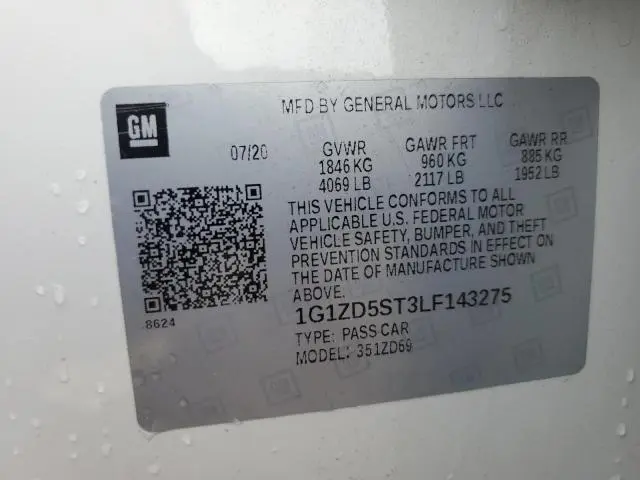 MFD BY GENERAL MOTORS LLC
GM
07/20 GVWR GAWR FRT GAWR RR
1846 KG 960 KG 885 KG
4069 LB 2117 LB 1952 LB
THIS VEHICLE CONFORMS TO ALL
APPLICABLE U.S. FEDERAL MOTOR
VEHICLE SAFETY, BUMPER, AND THEFT
PREVENTION STANDARDS IN EFFECT ON
THE DATE OF MANUFACTURE SHOWN
ABOVE.
8624
1G1ZD5ST3LF143275
TYPE: PASS CAR
MODEL: 351ZD69